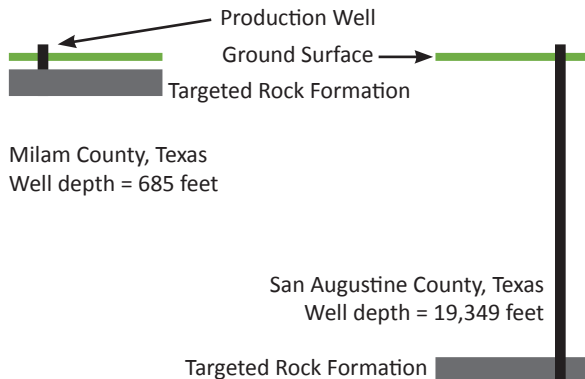 Production Well
Ground Surface
Targeted Rock Formation
Milam County, Texas
Well depth = 685 feet
San Augustine County, Texas
Well depth = 19,349 feet
Targeted Rock Formation